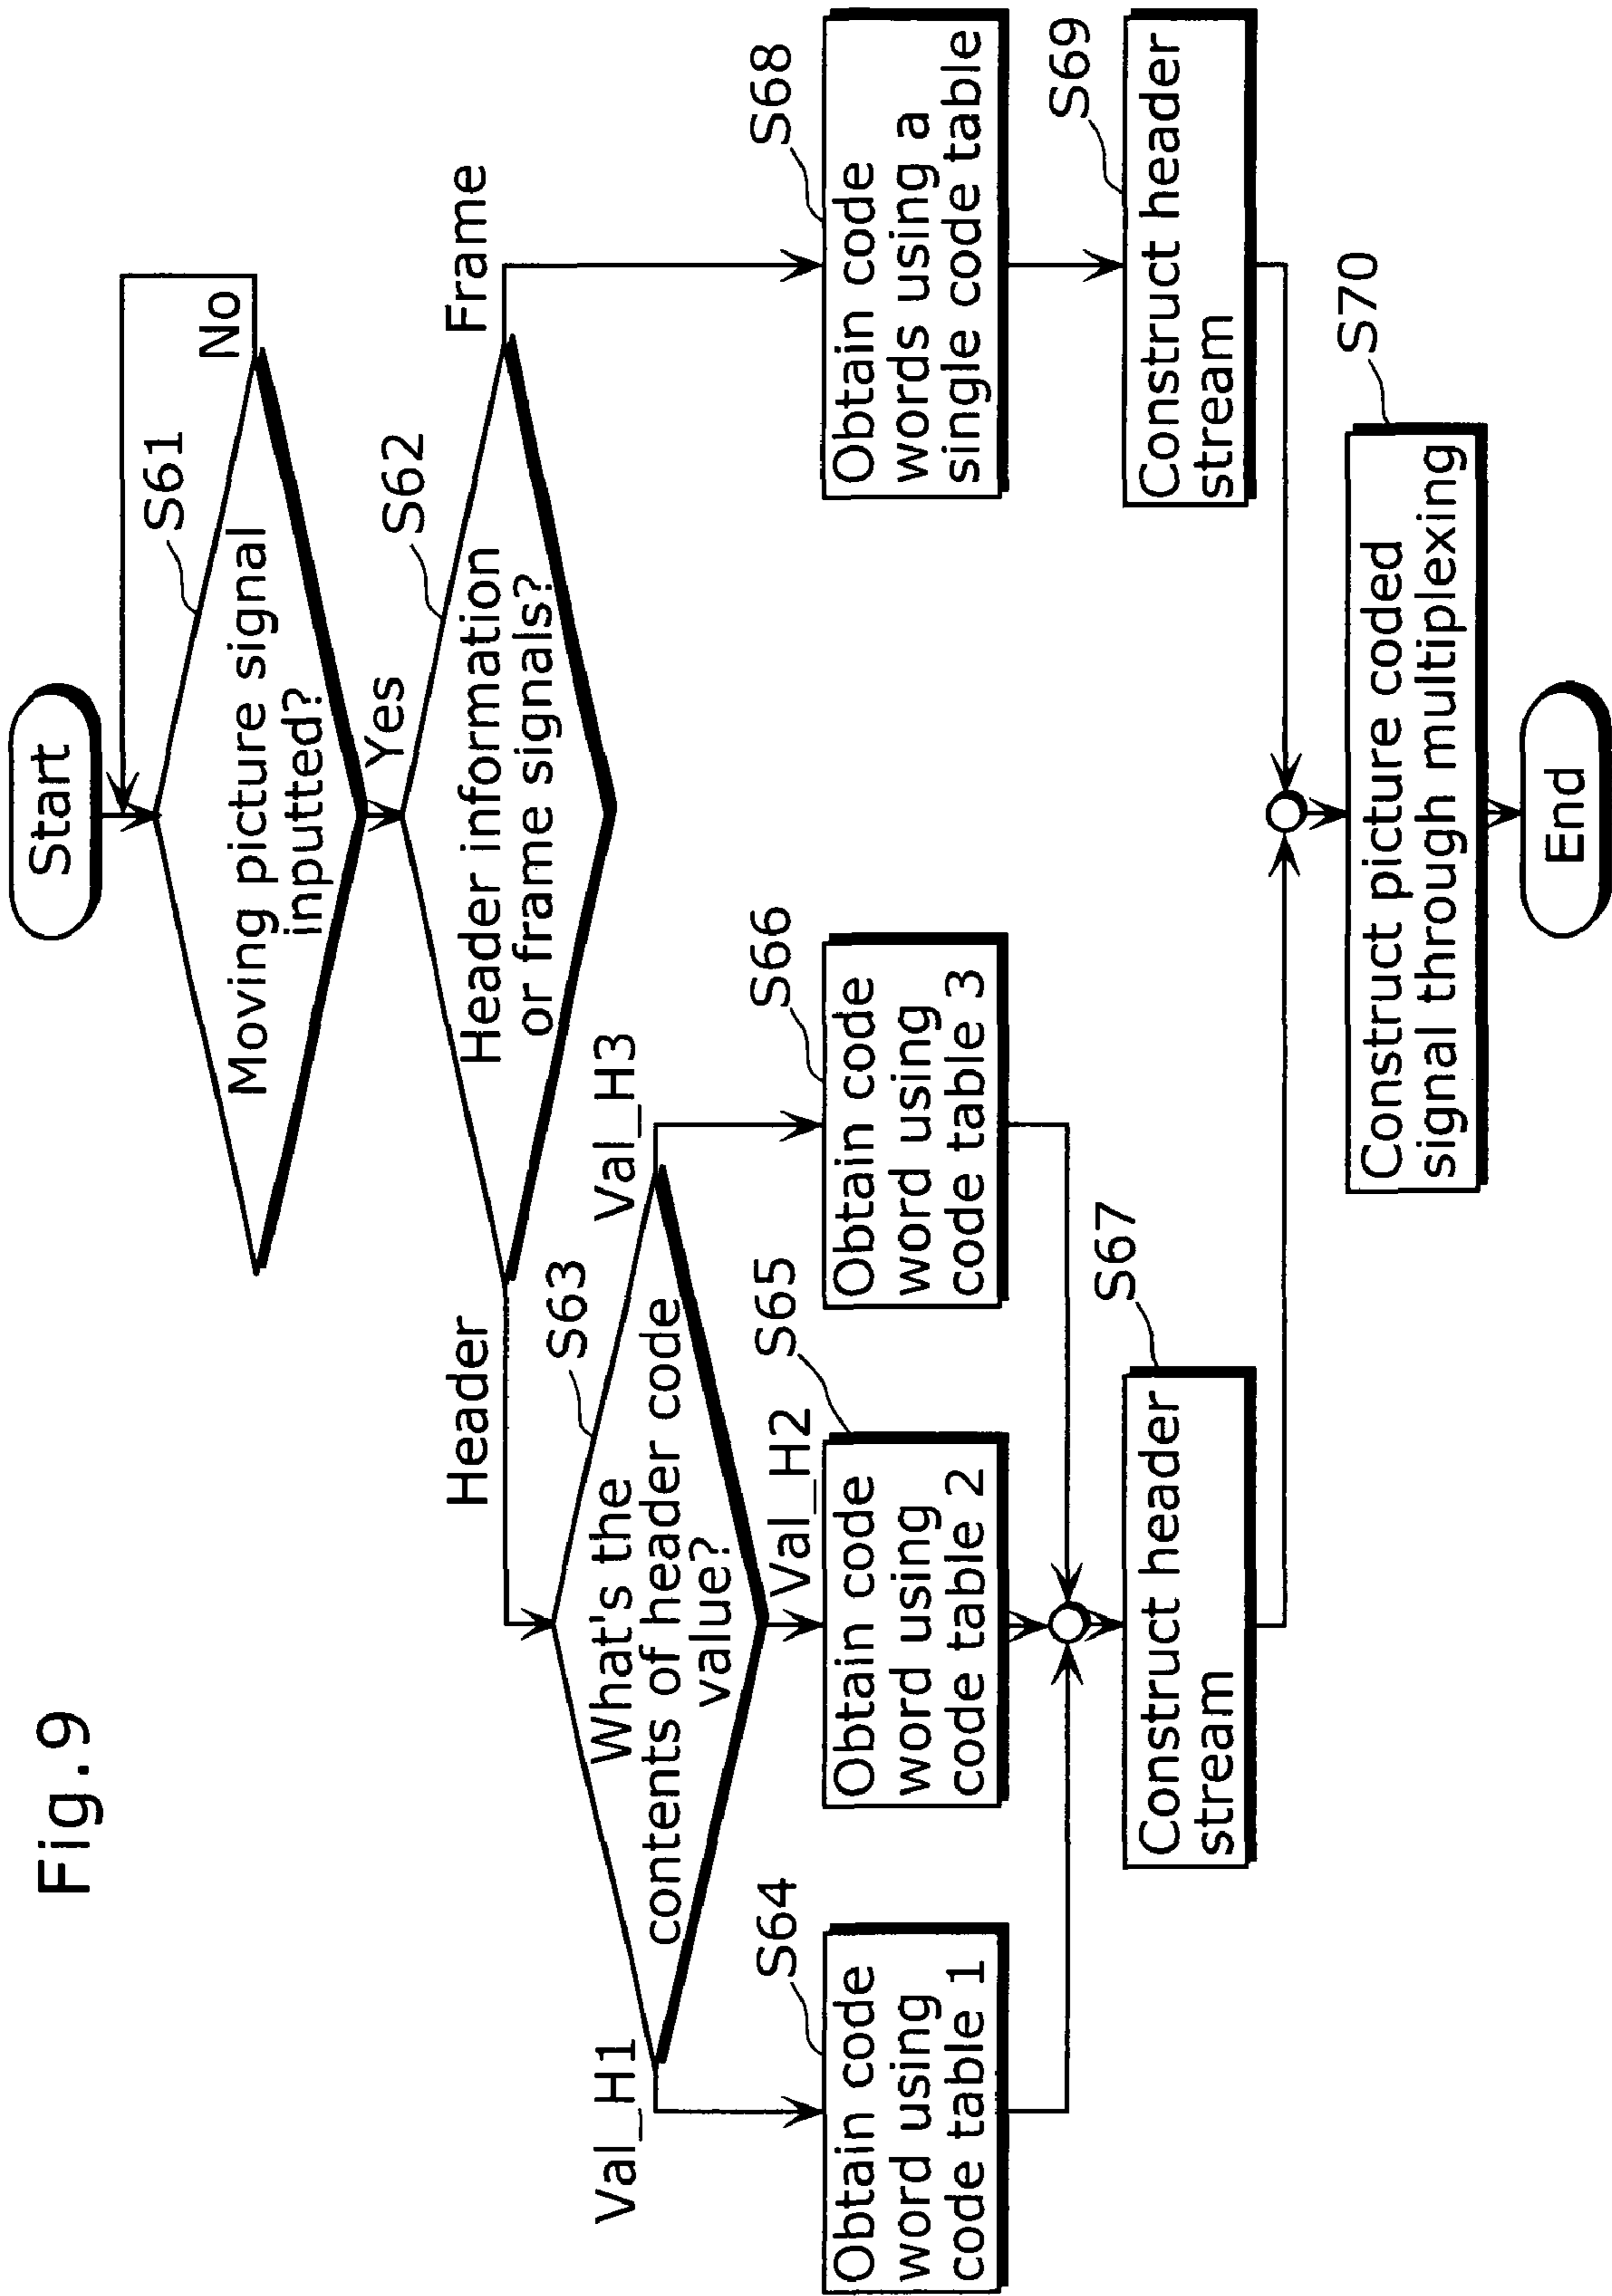 Fig.9
Start
S61
Moving picture signal
inputted?
No
Yes
S62
Header information
or frame signals?
Header
Frame
S63
What's the
contents of header code
value?
Val_H1
Val_H2
Val_H3
S64
Obtain code
word using
code table 1
S65
Obtain code
word using
code table 2
S66
Obtain code
word using
code table 3
S68
Obtain code
words using a
single code table
S67
Construct header
stream
S69
Construct header
stream
S70
Construct picture coded
signal through multiplexing
End